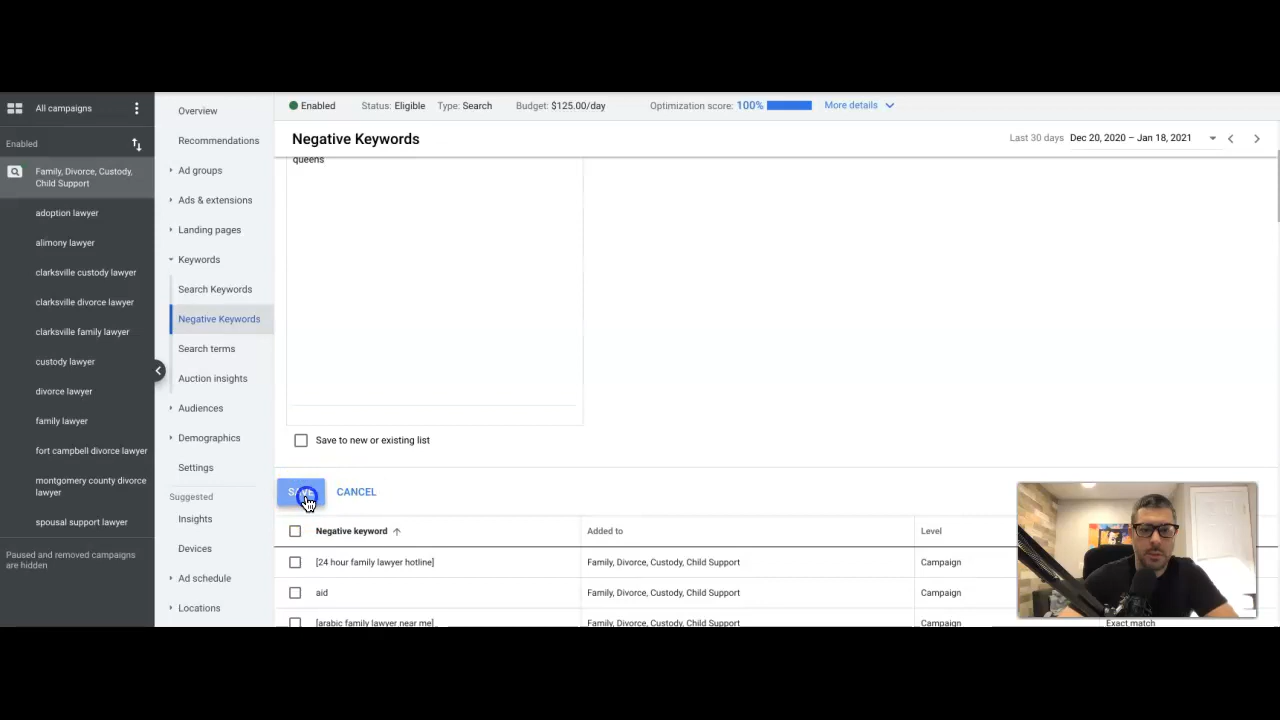 All campaigns
Enabled
Family, Divorce, Custody,
Child Support
adoption lawyer
alimony lawyer
clarksville custody lawyer
clarksville divorce lawyer
clarksville family lawyer
custody lawyer
divorce lawyer
family lawyer
fort campbell divorce lawyer
montgomery county divorce
lawyer
spousal support lawyer
Paused and removed campaigns
are hidden
Overview
Recommendations
Ad groups
Ads & extensions
Landing pages
Keywords
Search Keywords
Negative Keywords
Search terms
Auction insights
Audiences
Demographics
Settings
Suggested
Insights
Devices
Ad schedule
Locations
Enabled Status: Eligible Type: Search Budget: $125.00/day Optimization score: 100% More details
Negative Keywords Last 30 days Dec 20, 2020 – Jan 18, 2021
queens
Save to new or existing list
CANCEL
Negative keyword Added to Level
[24 hour family lawyer hotline] Family, Divorce, Custody, Child Support Campaign
aid Family, Divorce, Custody, Child Support Campaign
[arabic family lawyer near me] Family, Divorce, Custody, Child Support Campaign Exact match